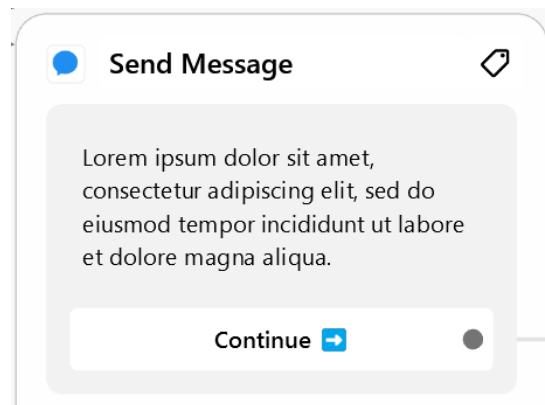 Send Message
Lorem ipsum dolor sit amet,
consectetur adipiscing elit, sed do
eiusmod tempor incididunt ut labore
et dolore magna aliqua.
Continue ➡️